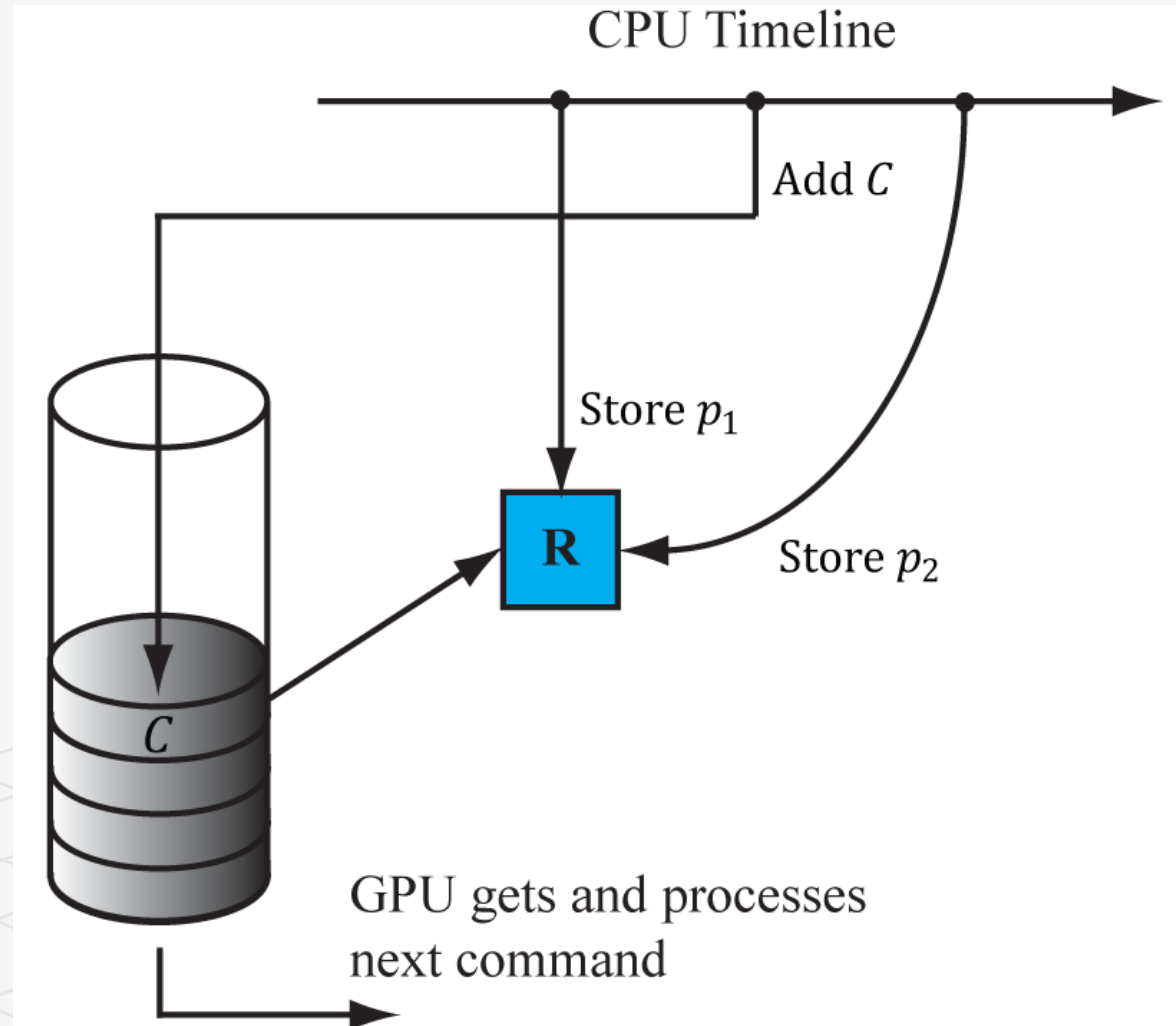 CPU Timeline
Add C
Store p₁
R
Store p₂
C
GPU gets and processes
next command